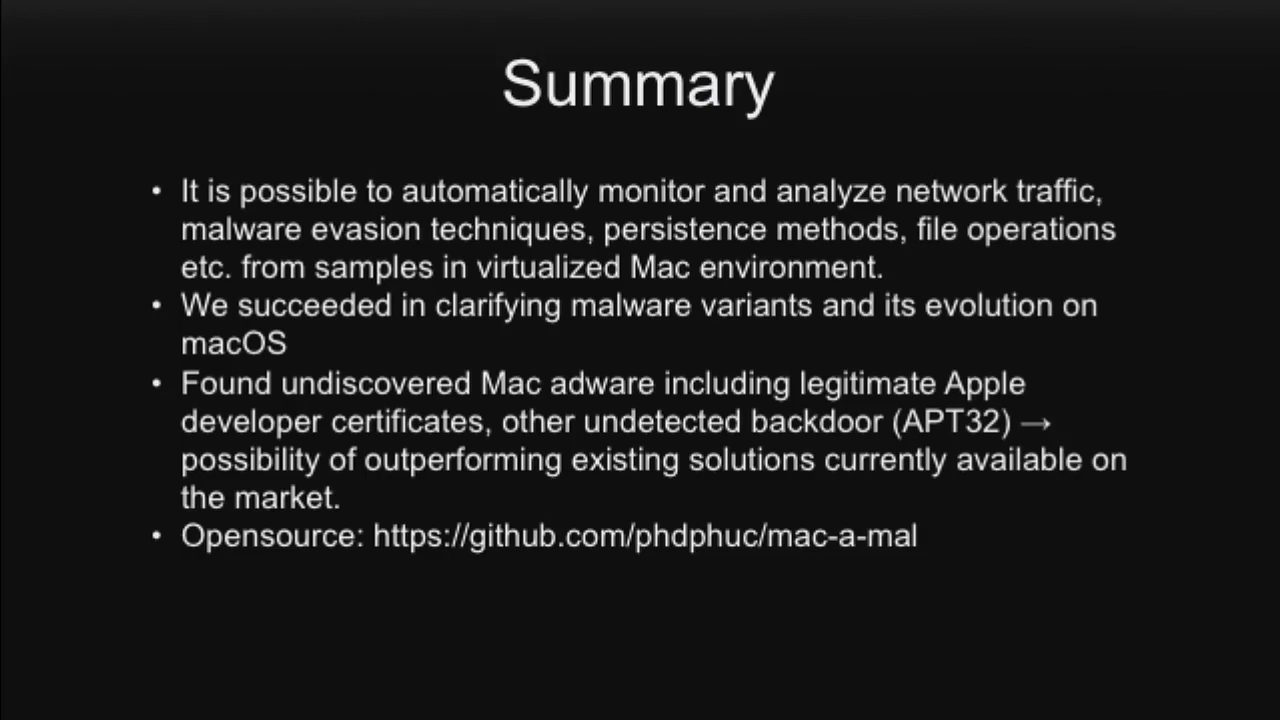 Summary
• It is possible to automatically monitor and analyze network traffic,
malware evasion techniques, persistence methods, file operations
etc. from samples in virtualized Mac environment.
• We succeeded in clarifying malware variants and its evolution on
macOS
• Found undiscovered Mac adware including legitimate Apple
developer certificates, other undetected backdoor (APT32) →
possibility of outperforming existing solutions currently available on
the market.
• Opensource: https://github.com/phdphuc/mac-a-mal